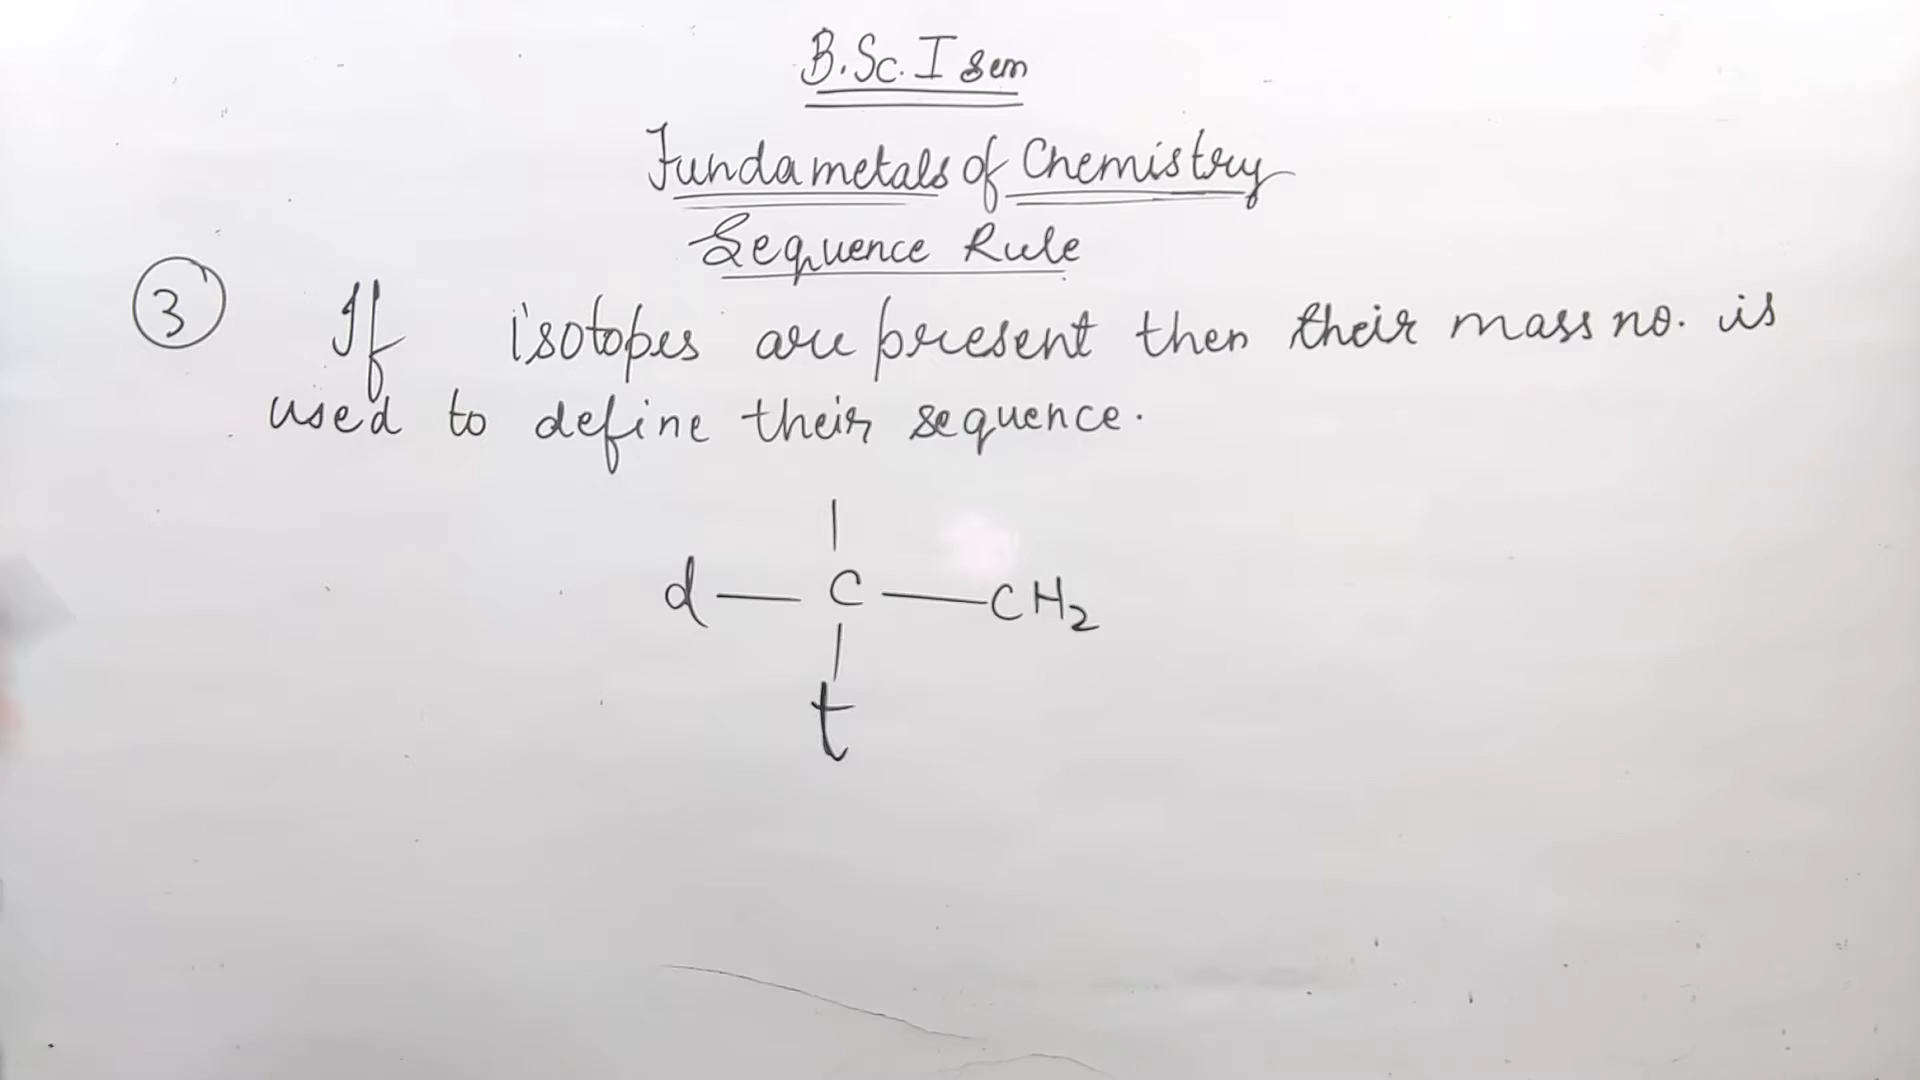 B.Sc. I sem
Fundametals of Chemistry
Sequence Rule
3 If isotopes are present then their mass no. is
used to define their sequence.
d — C — CH₂
t